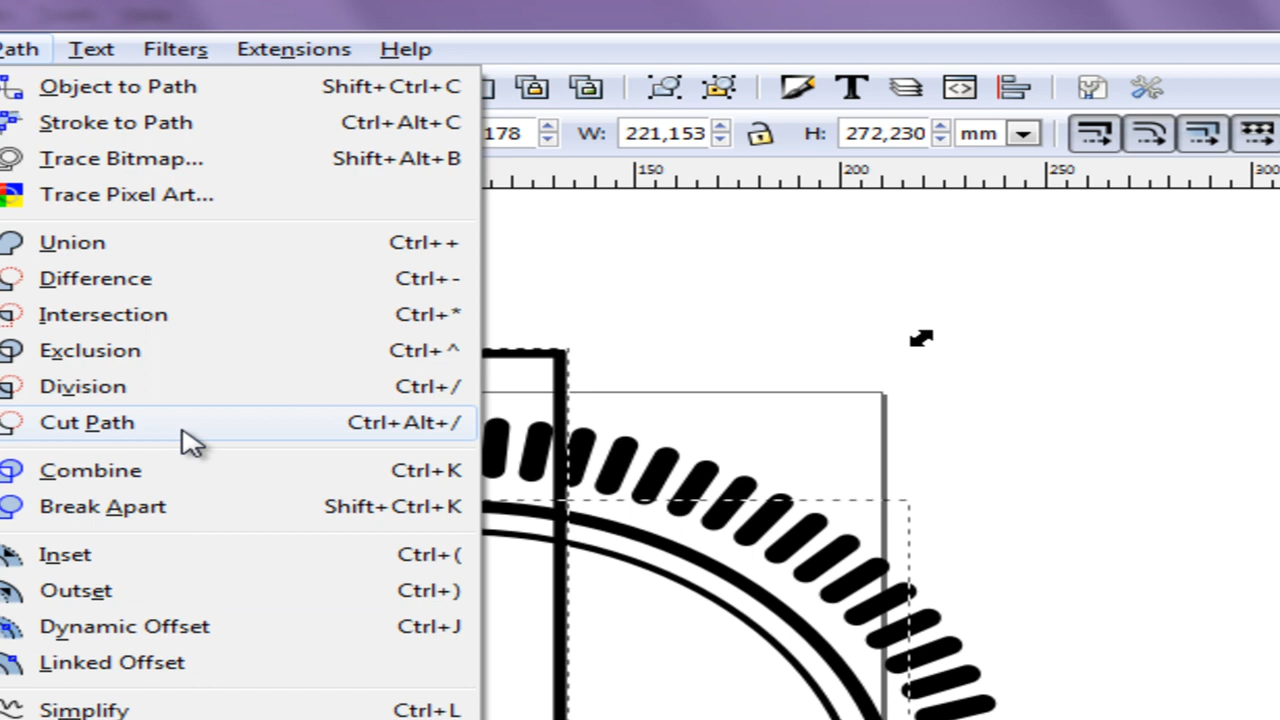 Path Text Filters Extensions Help
Object to Path Shift+Ctrl+C
Stroke to Path Ctrl+Alt+C
Trace Bitmap... Shift+Alt+B
Trace Pixel Art...
Union Ctrl++
Difference Ctrl+-
Intersection Ctrl+*
Exclusion Ctrl+^
Division Ctrl+/
Cut Path Ctrl+Alt+/
Combine Ctrl+K
Break Apart Shift+Ctrl+K
Inset Ctrl+(
Outset Ctrl+)
Dynamic Offset Ctrl+J
Linked Offset
Simplify Ctrl+L
178 W: 221,153 H: 272,230 mm
150 200 250 300